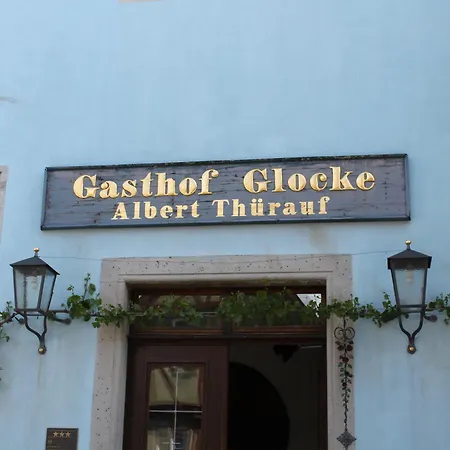 Gasthof Glocke
Albert Thürauf